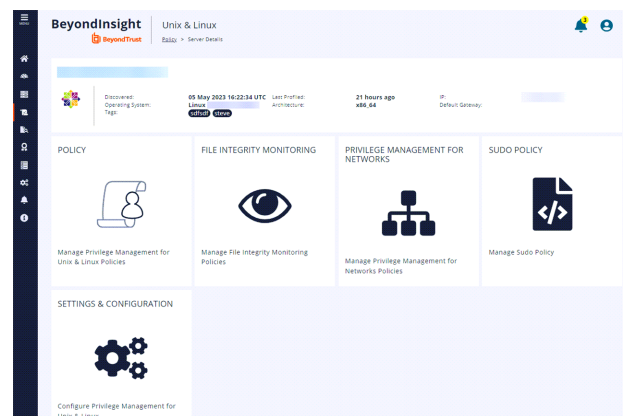 MENU
BeyondInsight
BeyondTrust
Unix & Linux
Policy > Server Details
2
Discovered: 05 May 2023 16:22:34 UTC Last Profiled: 21 hours ago IP:
Operating System: Linux Architecture: x86_64 Default Gateway:
Tags: sdfsdf steve
POLICY
Manage Privilege Management for
Unix & Linux Policies
FILE INTEGRITY MONITORING
Manage File Integrity Monitoring
Policies
PRIVILEGE MANAGEMENT FOR
NETWORKS
Manage Privilege Management for
Networks Policies
SUDO POLICY
Manage Sudo Policy
SETTINGS & CONFIGURATION
Configure Privilege Management for
Unix & Linux